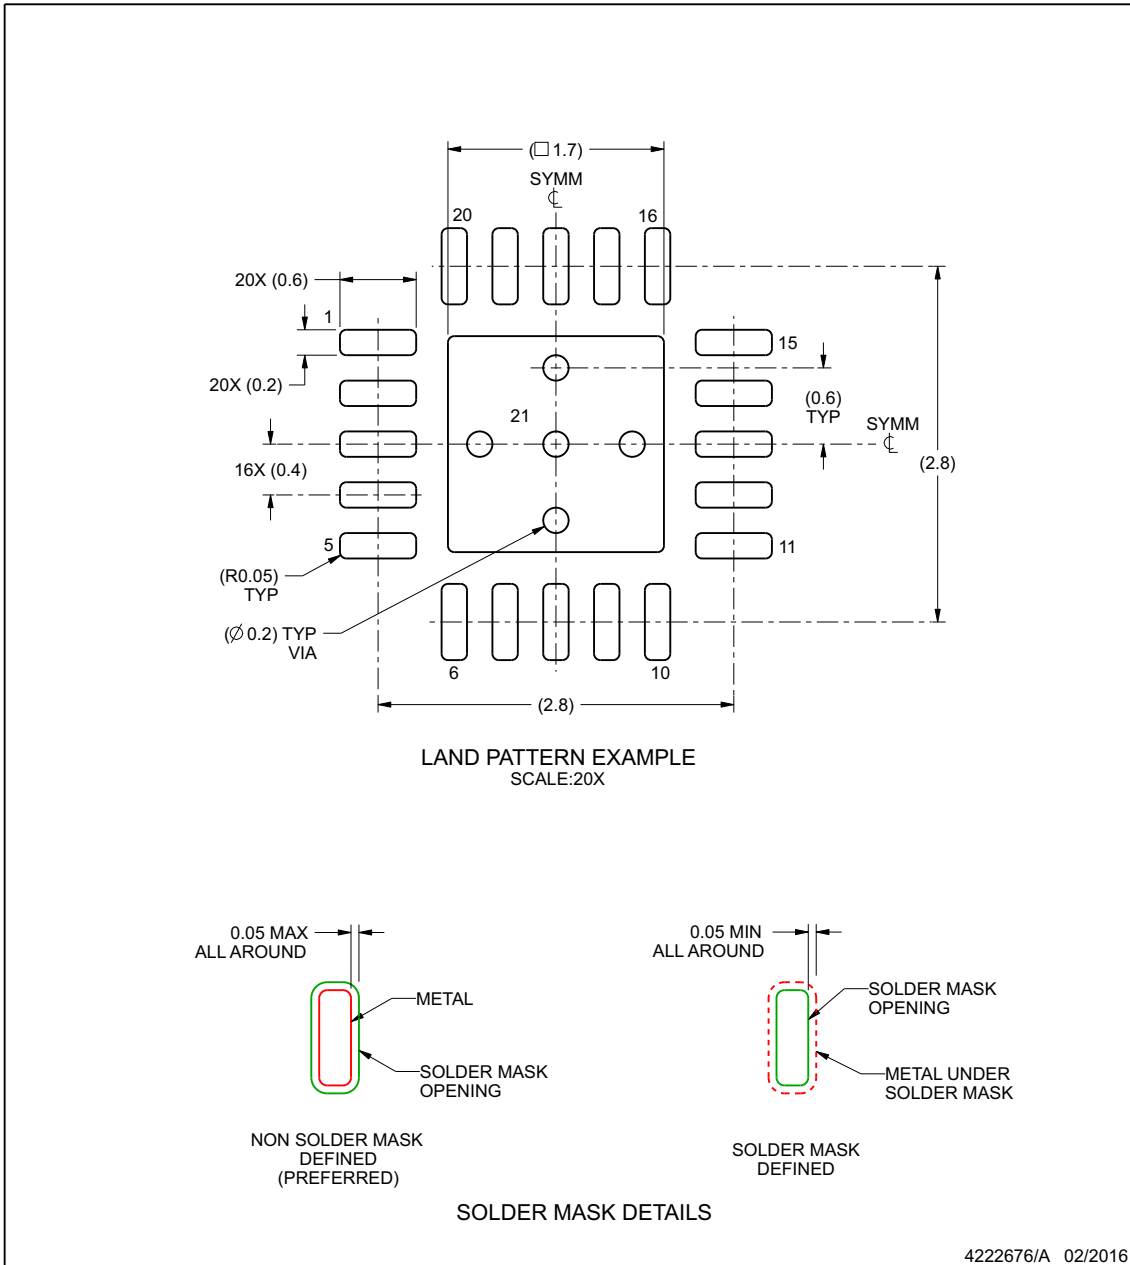 (□ 1.7)
SYMM
℄
20
16
20X (0.6)
1
15
20X (0.2)
(0.6)
TYP
21
SYMM
℄
(2.8)
16X (0.4)
5
11
(R0.05)
TYP
(∅ 0.2) TYP
VIA
6
10
(2.8)
LAND PATTERN EXAMPLE
SCALE:20X
0.05 MAX
ALL AROUND
METAL
SOLDER MASK
OPENING
NON SOLDER MASK
DEFINED
(PREFERRED)
0.05 MIN
ALL AROUND
SOLDER MASK
OPENING
METAL UNDER
SOLDER MASK
SOLDER MASK
DEFINED
SOLDER MASK DETAILS
4222676/A 02/2016